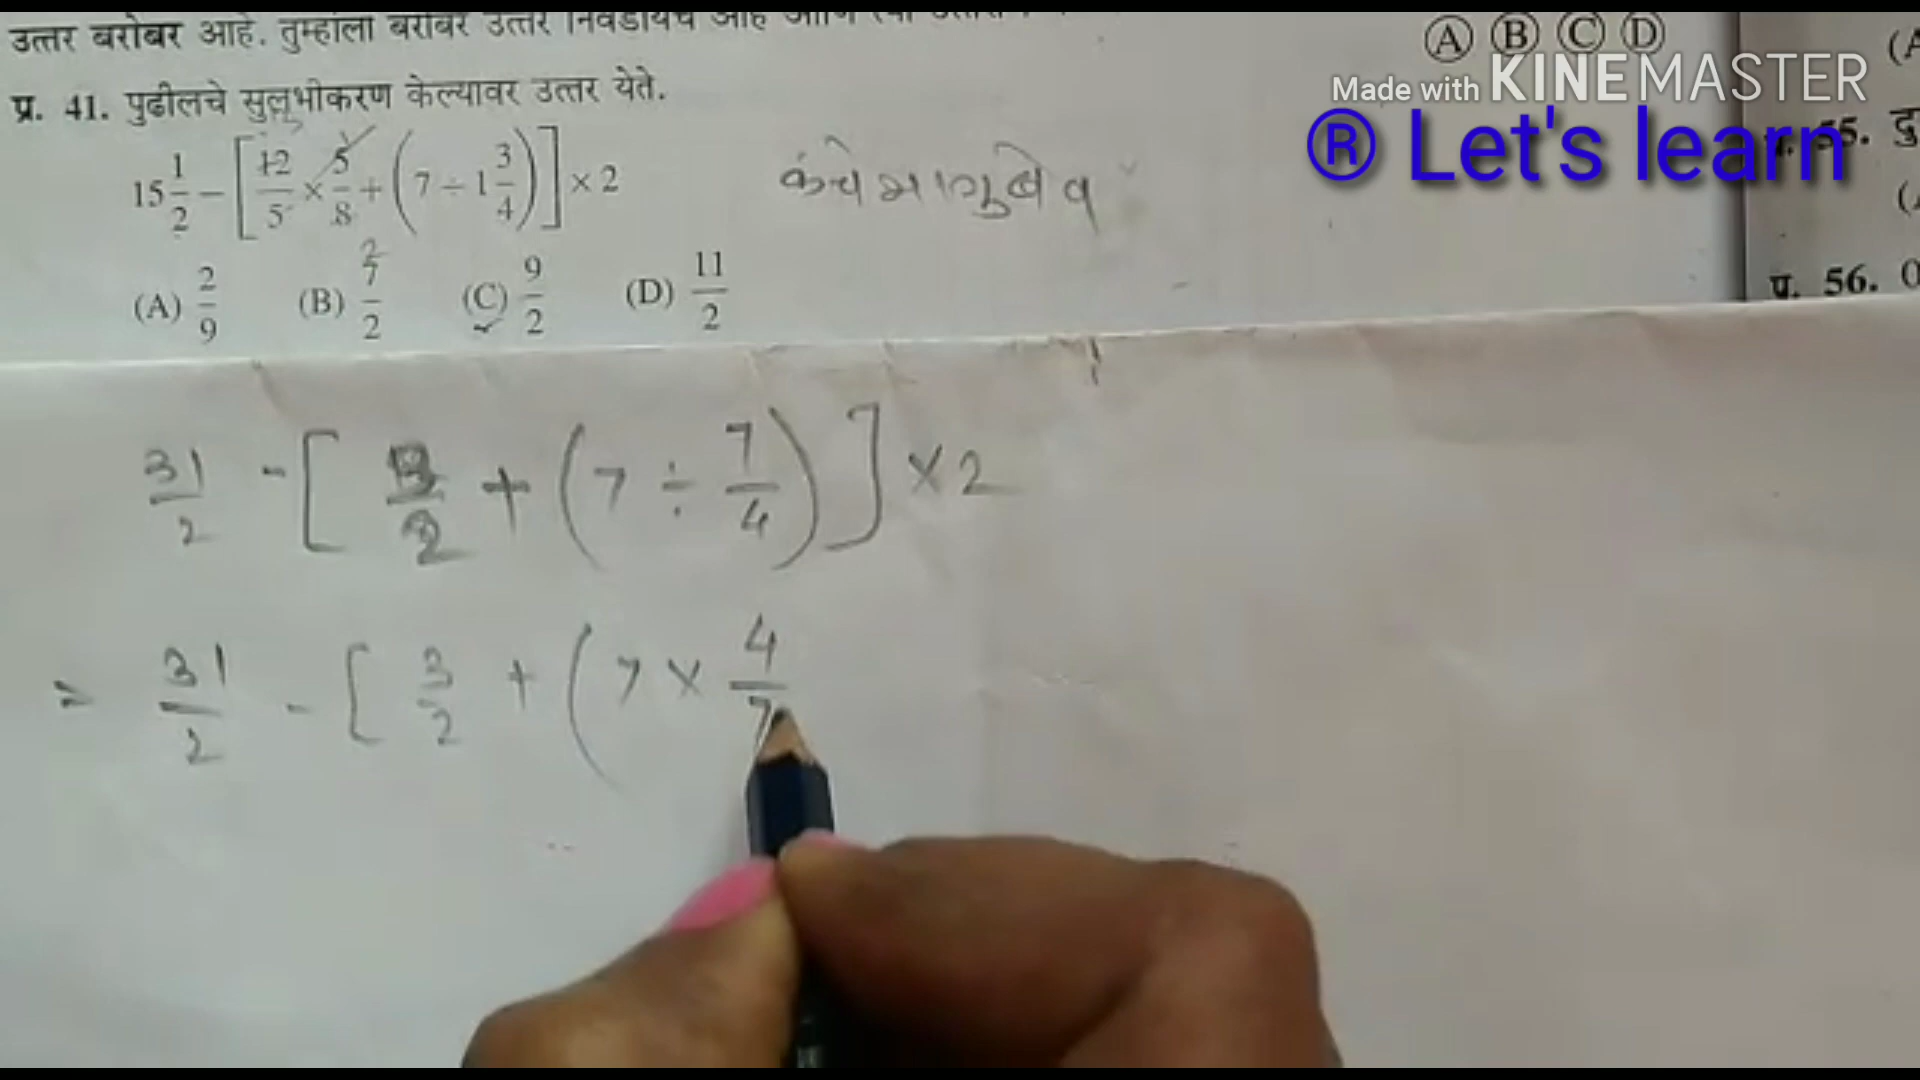 उत्तर बरोबर आहे. तुम्हांला बरोबर उत्तर निवडायचे आहे आणि त्या
Ⓐ Ⓑ Ⓒ Ⓓ
Made with KINEMASTER
® Let's learn
प्र. 41. पुढीलचे सुलभीकरण केल्यावर उत्तर येते.
15 1/2 − [12/5 × 5/8 + (7 ÷ 1 3/4)] × 2
कंचेभागुबेव
(A) 2/9 (B) 7/2 (C) 9/2 (D) 11/2
55. दु
प्र. 56.
31/2 - [3/2 + (7 ÷ 7/4)] × 2
= 31/2 - [3/2 + (7 × 4/7